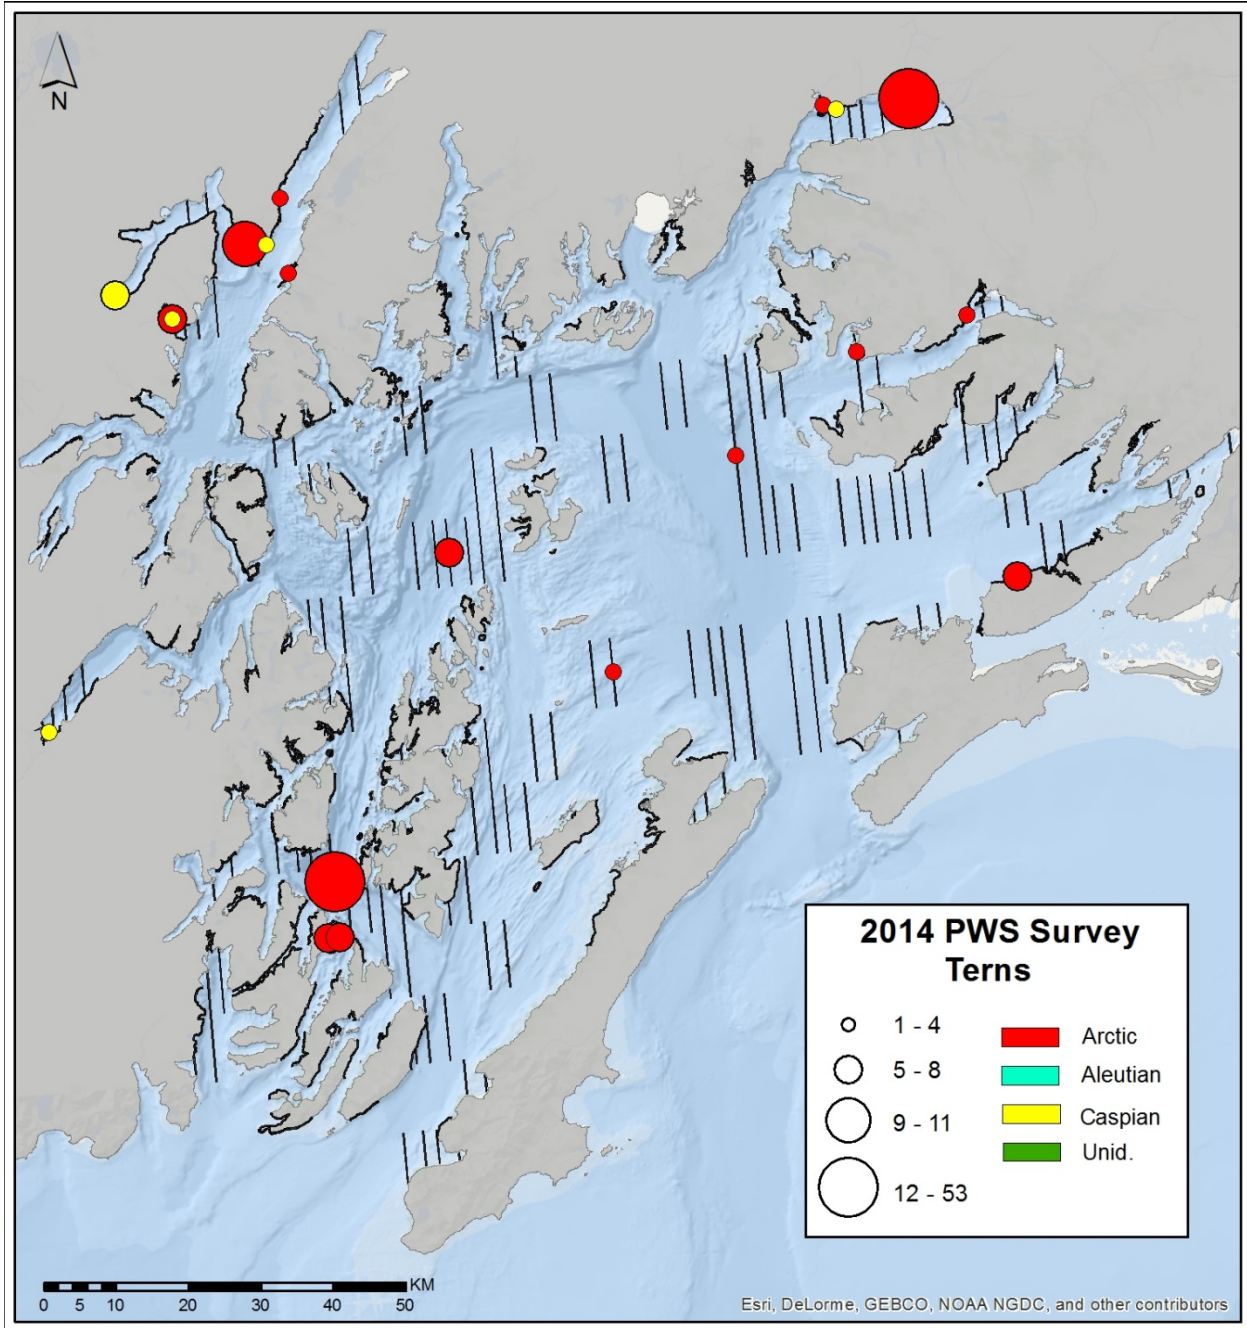 N
2014 PWS Survey
Terns
1 - 4
Arctic
5 - 8
Aleutian
9 - 11
Caspian
Unid.
12 - 53
KM
0 5 10 20 30 40 50
Esri, DeLorme, GEBCO, NOAA NGDC, and other contributors